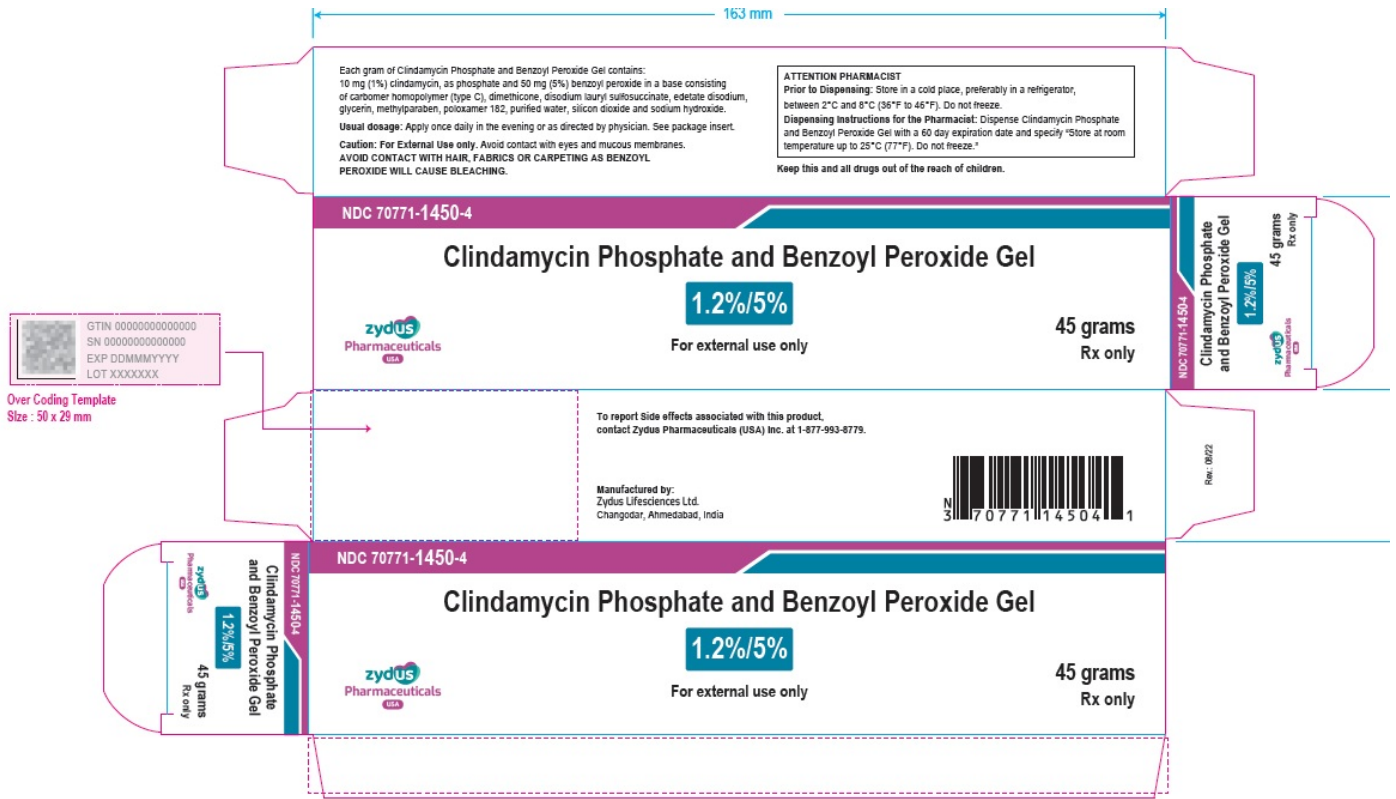 163 mm
Each gram of Clindamycin Phosphate and Benzoyl Peroxide Gel contains:
10 mg (1%) clindamycin, as phosphate and 50 mg (5%) benzoyl peroxide in a base consisting
of carbomer homopolymer (type C), dimethicone, disodium lauryl sulfosuccinate, edetate disodium,
glycerin, methylparaben, poloxamer 182, purified water, silicon dioxide and sodium hydroxide.
Usual dosage: Apply once daily in the evening or as directed by physician. See package insert.
Caution: For External Use only. Avoid contact with eyes and mucous membranes.
AVOID CONTACT WITH HAIR, FABRICS OR CARPETING AS BENZOYL
PEROXIDE WILL CAUSE BLEACHING.
ATTENTION PHARMACIST
Prior to Dispensing: Store in a cold place, preferably in a refrigerator,
between 2°C and 8°C (36°F to 46°F). Do not freeze.
Dispensing Instructions for the Pharmacist: Dispense Clindamycin Phosphate
and Benzoyl Peroxide Gel with a 60 day expiration date and specify "Store at room
temperature up to 25°C (77°F). Do not freeze."
Keep this and all drugs out of the reach of children.
NDC 70771-1450-4
Clindamycin Phosphate and Benzoyl Peroxide Gel
1.2%/5%
For external use only
zydus
Pharmaceuticals
USA
45 grams
Rx only
NDC 70771-1450-4
Clindamycin Phosphate
and Benzoyl Peroxide Gel
1.2%/5%
45 grams
Rx only
zydus
Pharmaceuticals
GTIN 00000000000000
SN 00000000000000
EXP DDMMMYYYY
LOT XXXXXXX
Over Coding Template
Size : 50 x 29 mm
To report Side effects associated with this product,
contact Zydus Pharmaceuticals (USA) Inc. at 1-877-993-8779.
Manufactured by:
Zydus Lifesciences Ltd.
Changodar, Ahmedabad, India
N
3 70771 14504 1
Rev.: 08/22
NDC 70771-1450-4
Clindamycin Phosphate
and Benzoyl Peroxide Gel
1.2%/5%
45 grams
Rx only
zydus
Pharmaceuticals
NDC 70771-1450-4
Clindamycin Phosphate and Benzoyl Peroxide Gel
1.2%/5%
For external use only
zydus
Pharmaceuticals
USA
45 grams
Rx only